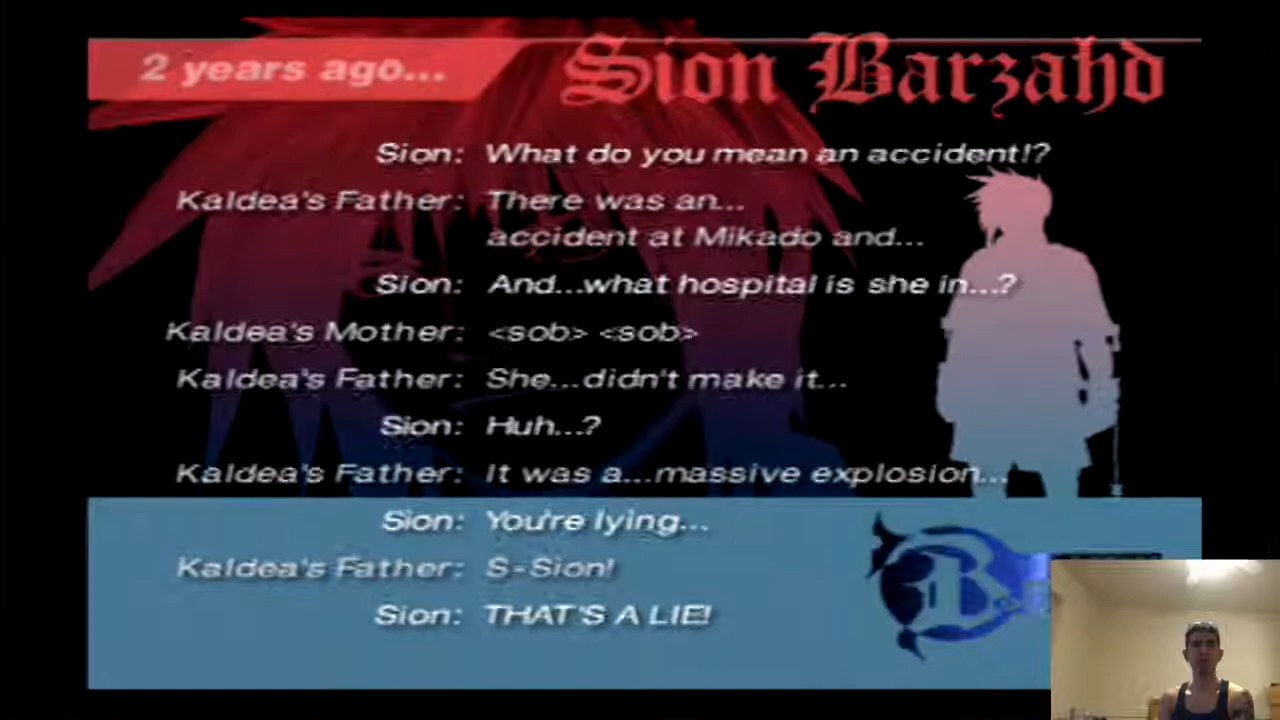 2 years ago...
Sion Barzahd
Sion: What do you mean an accident!?
Kaldea's Father: There was an...
accident at Mikado and...
Sion: And...what hospital is she in...?
Kaldea's Mother: <sob> <sob>
Kaldea's Father: She...didn't make it...
Sion: Huh...?
Kaldea's Father: It was a...massive explosion...
Sion: You're lying...
Kaldea's Father: S-Sion!
Sion: THAT'S A LIE!
B